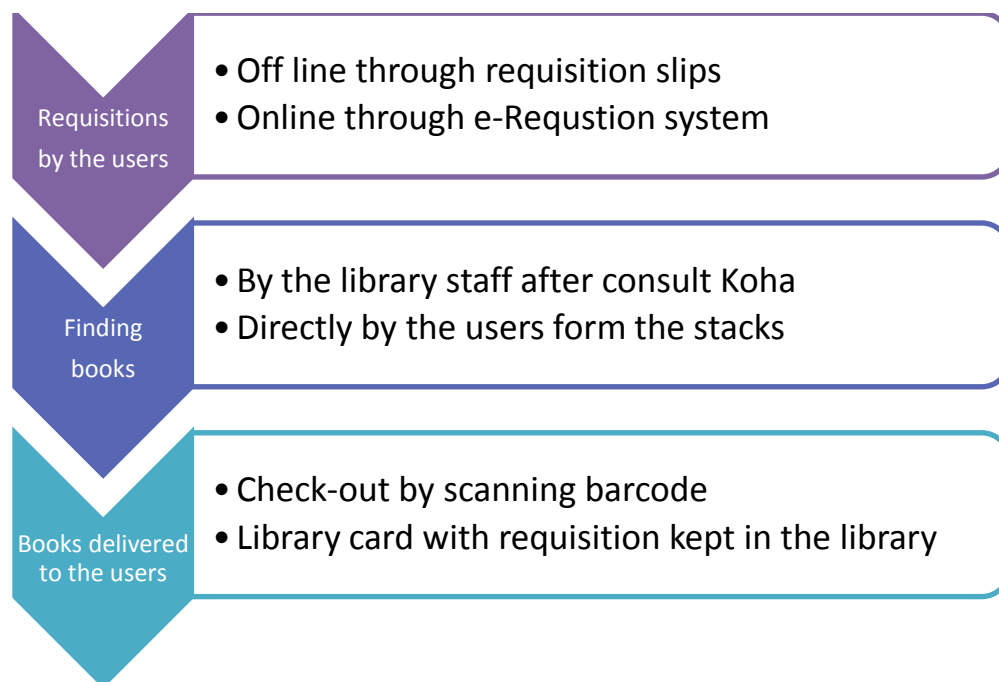 Requisitions
by the users
• Off line through requisition slips
• Online through e-Requstion system
Finding
books
• By the library staff after consult Koha
• Directly by the users form the stacks
Books delivered
to the users
• Check-out by scanning barcode
• Library card with requisition kept in the library